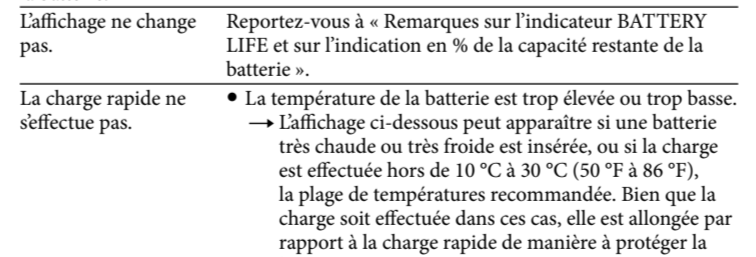 L'affichage ne change
pas.
Reportez-vous à « Remarques sur l'indicateur BATTERY
LIFE et sur l'indication en % de la capacité restante de la
batterie ».
La charge rapide ne
s'effectue pas.
● La température de la batterie est trop élevée ou trop basse.
→ L'affichage ci-dessous peut apparaître si une batterie
très chaude ou très froide est insérée, ou si la charge
est effectuée hors de 10 °C à 30 °C (50 °F à 86 °F),
la plage de températures recommandée. Bien que la
charge soit effectuée dans ces cas, elle est allongée par
rapport à la charge rapide de manière à protéger la